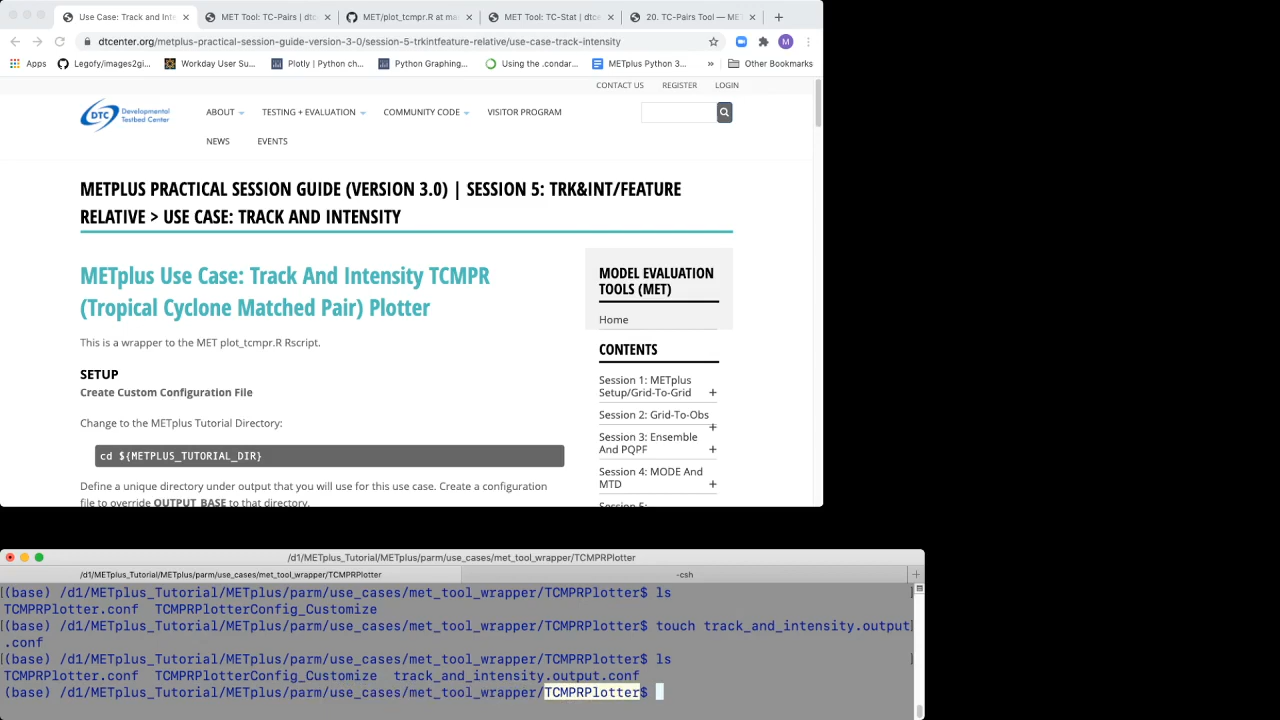 Use Case: Track and Inte
MET Tool: TC-Pairs | dtc
MET/plot_tcmpr.R at ma
MET Tool: TC-Stat | dtce
20. TC-Pairs Tool — ME
dtcenter.org/metplus-practical-session-guide-version-3-0/session-5-trkintfeature-relative/use-case-track-intensity
M
Apps
Legofy/images2gi...
Workday User Su...
Plotly | Python ch...
Python Graphing...
Using the .condar...
METplus Python 3...
»
Other Bookmarks
CONTACT US REGISTER LOGIN
DTC Developmental
Testbed Center
ABOUT TESTING + EVALUATION COMMUNITY CODE VISITOR PROGRAM
NEWS EVENTS
METPLUS PRACTICAL SESSION GUIDE (VERSION 3.0) | SESSION 5: TRK&INT/FEATURE
RELATIVE > USE CASE: TRACK AND INTENSITY
METplus Use Case: Track And Intensity TCMPR
(Tropical Cyclone Matched Pair) Plotter
This is a wrapper to the MET plot_tcmpr.R Rscript.
SETUP
Create Custom Configuration File
Change to the METplus Tutorial Directory:
cd ${METPLUS_TUTORIAL_DIR}
Define a unique directory under output that you will use for this use case. Create a configuration
file to override OUTPUT_BASE to that directory.
MODEL EVALUATION
TOOLS (MET)
Home
CONTENTS
Session 1: METplus
Setup/Grid-To-Grid +
Session 2: Grid-To-Obs
+
Session 3: Ensemble
And PQPF +
Session 4: MODE And
MTD +
Session 5:
/d1/METplus_Tutorial/METplus/parm/use_cases/met_tool_wrapper/TCMPRPlotter
/d1/METplus_Tutorial/METplus/parm/use_cases/met_tool_wrapper/TCMPRPlotter
-csh
[(base) /d1/METplus_Tutorial/METplus/parm/use_cases/met_tool_wrapper/TCMPRPlotter$ ls ]
TCMPRPlotter.conf TCMPRPlotterConfig_Customize
[(base) /d1/METplus_Tutorial/METplus/parm/use_cases/met_tool_wrapper/TCMPRPlotter$ touch track_and_intensity.output]
.conf
[(base) /d1/METplus_Tutorial/METplus/parm/use_cases/met_tool_wrapper/TCMPRPlotter$ ls ]
TCMPRPlotter.conf TCMPRPlotterConfig_Customize track_and_intensity.output.conf
(base) /d1/METplus_Tutorial/METplus/parm/use_cases/met_tool_wrapper/TCMPRPlotter$